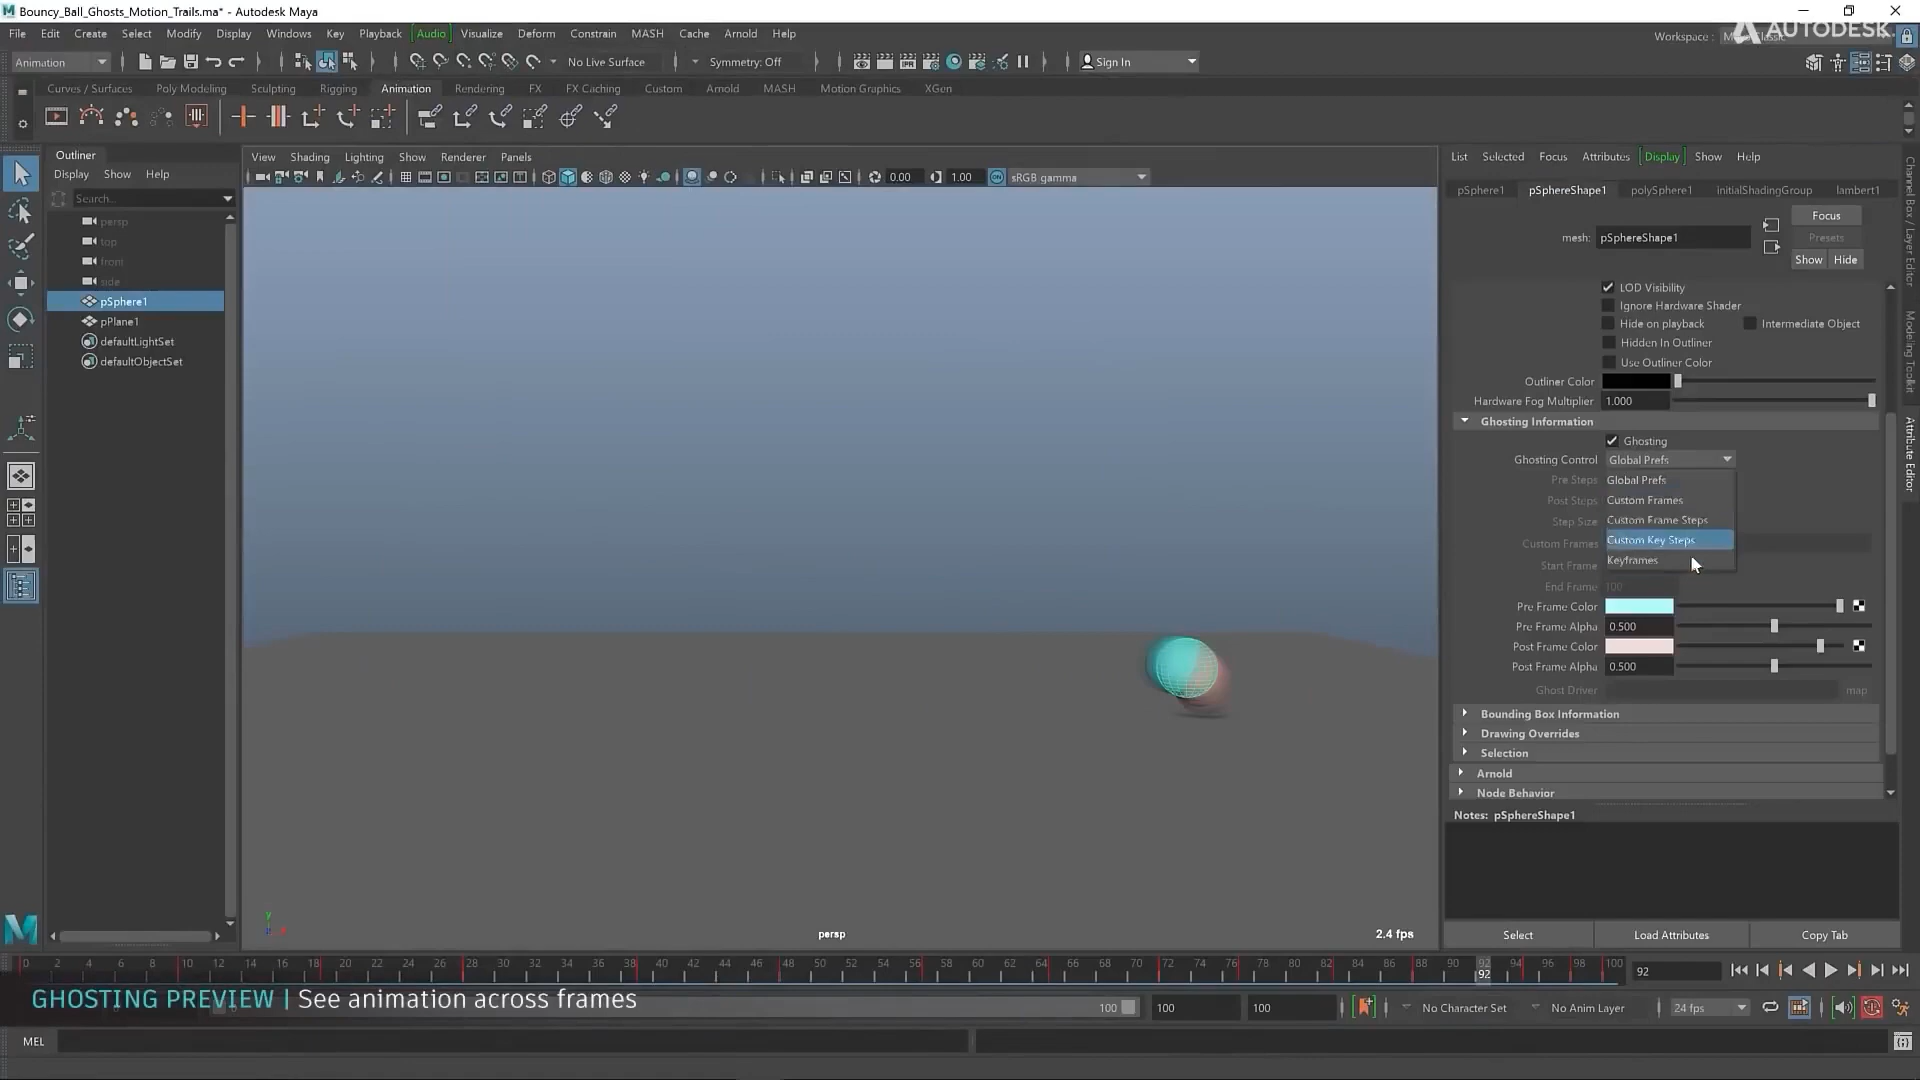 Bouncy_Ball_Ghosts_Motion_Trails.ma* - Autodesk Maya
File Edit Create Select Modify Display Windows Key Playback Audio Visualize Deform Constrain MASH Cache Arnold Help
Workspace :
AUTODESK
Animation No Live Surface Symmetry: Off Sign In
Curves / Surfaces Poly Modeling Sculpting Rigging Animation Rendering FX FX Caching Custom Arnold MASH Motion Graphics XGen
Outliner
Display Show Help
Search...
persp
top
front
side
pSphere1
pPlane1
defaultLightSet
defaultObjectSet
View Shading Lighting Show Renderer Panels
0.00 1.00 sRGB gamma
persp
2.4 fps
List Selected Focus Attributes Display Show Help
pSphere1 pSphereShape1 polySphere1 initialShadingGroup lambert1
Focus
mesh: pSphereShape1
Presets
Show Hide
LOD Visibility
Ignore Hardware Shader
Hide on playback Intermediate Object
Hidden In Outliner
Use Outliner Color
Outliner Color
Hardware Fog Multiplier 1.000
Ghosting Information
Ghosting
Ghosting Control Global Prefs
Pre Steps Global Prefs
Post Steps Custom Frames
Step Size Custom Frame Steps
Custom Frames Custom Key Steps
Start Frame Keyframes
End Frame 100
Pre Frame Color
Pre Frame Alpha 0.500
Post Frame Color
Post Frame Alpha 0.500
Ghost Driver map
Bounding Box Information
Drawing Overrides
Selection
Arnold
Node Behavior
Notes: pSphereShape1
Select Load Attributes Copy Tab
Channel Box / Layer Editor
Modeling Toolkit
Attribute Editor
0 2 4 6 8 10 12 14 16 18 20 22 24 26 28 30 32 34 36 38 40 42 44 46 48 50 52 54 56 58 60 62 64 66 68 70 72 74 76 78 80 82 84 86 88 90 92 94 96 98 100
92
92
GHOSTING PREVIEW | See animation across frames
100 100 100 No Character Set No Anim Layer 24 fps
MEL